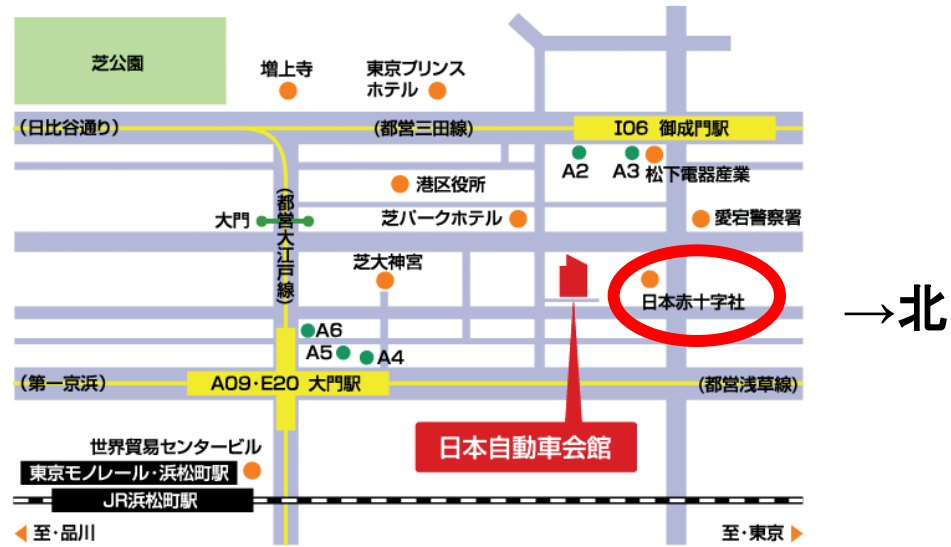 芝公園
増上寺
東京プリンス
ホテル
(日比谷通り)
(都営三田線)
I06 御成門駅
A2
A3
松下電器産業
港区役所
大門
(都営大江戸線)
芝パークホテル
愛宕警察署
芝大神宮
日本赤十字社
→北
A6
A5
A4
(第一京浜)
A09・E20 大門駅
(都営浅草線)
日本自動車会館
世界貿易センタービル
東京モノレール・浜松町駅
JR浜松町駅
至・品川
至・東京